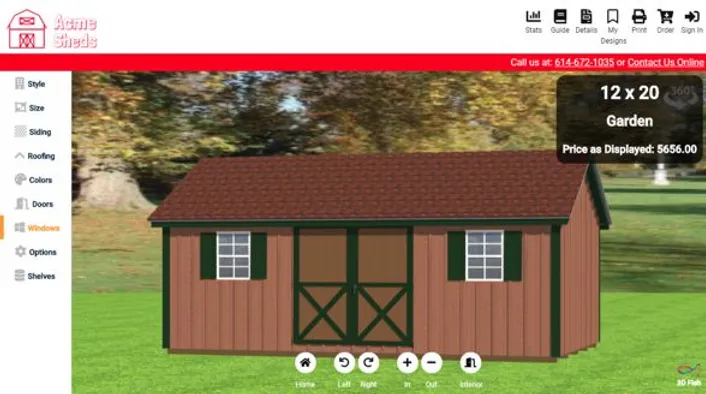 Acme
Sheds
Stats
Guide
Details
My
Designs
Print
Order
Sign In
Call us at: 614-672-1035 or Contact Us Online
Style
Size
Siding
Roofing
Colors
Doors
Windows
Options
Shelves
12 x 20
360°
Garden
Price as Displayed: 5656.00
Home
Left
Right
In
Out
Interior
3D Fish